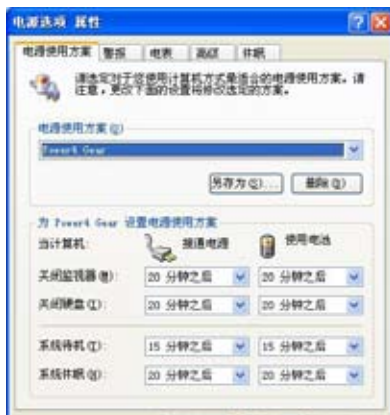 电源选项 属性
电源使用方案 警报 电表 高级 休眠
请选定对于您使用计算机方式最适合的电源使用方案。请
注意，更改下面的设置将修改选定的方案。
电源使用方案(C)
Power4 Gear
另存为(S)... 删除(D)
为 Power4 Gear 设置电源使用方案
当计算机: 接通电源 使用电池
关闭监视器(M): 20 分钟之后 20 分钟之后
关闭硬盘(I): 20 分钟之后 20 分钟之后
系统待机(T): 15 分钟之后 15 分钟之后
系统休眠(N): 20 分钟之后 20 分钟之后